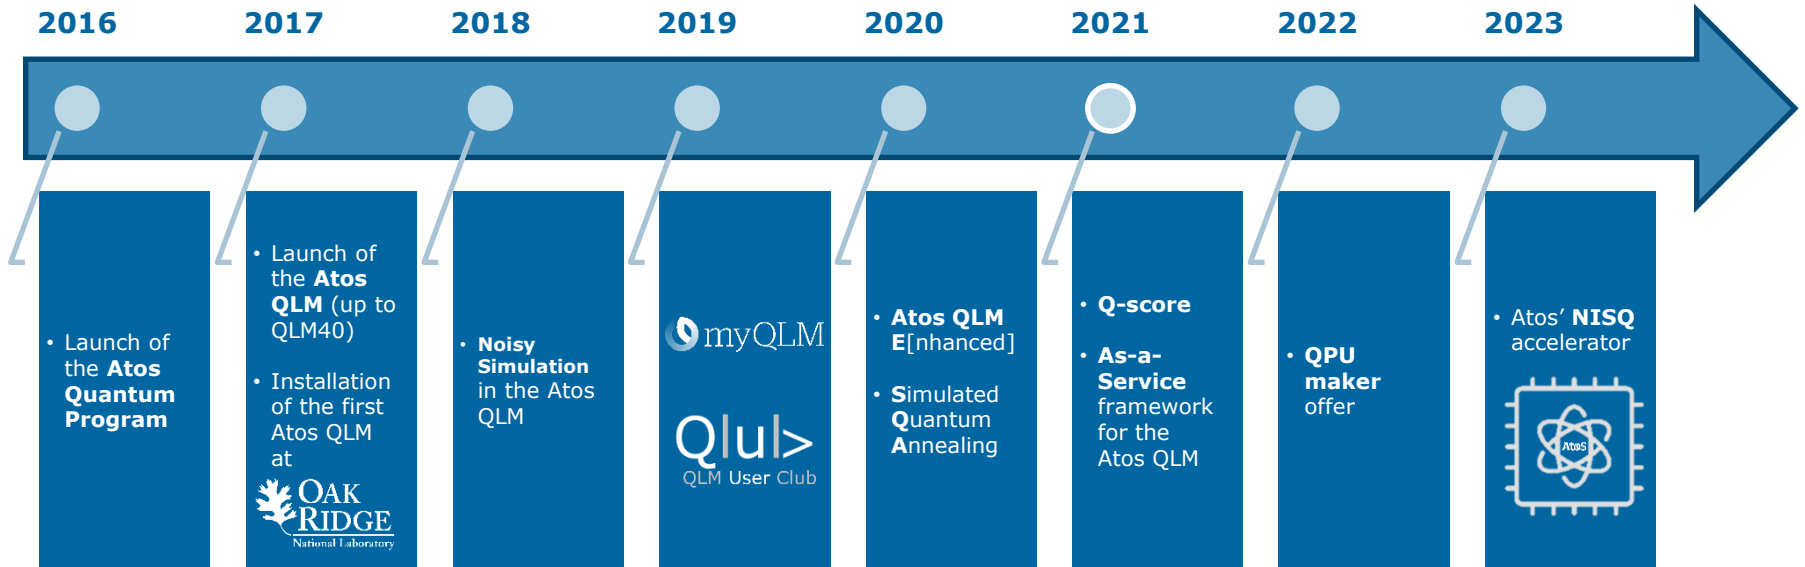 2016 2017 2018 2019 2020 2021 2022 2023
• Launch of
the Atos
Quantum
Program
• Launch of
the Atos
QLM (up to
QLM40)
• Installation
of the first
Atos QLM
at
OAK
RIDGE
National Laboratory
• Noisy
Simulation
in the Atos
QLM
myQLM
Q|u|>
QLM User Club
• Atos QLM
E[nhanced]
• Simulated
Quantum
Annealing
• Q-score
• As-a-
Service
framework
for the
Atos QLM
• QPU
maker
offer
• Atos’ NISQ
accelerator
Atos